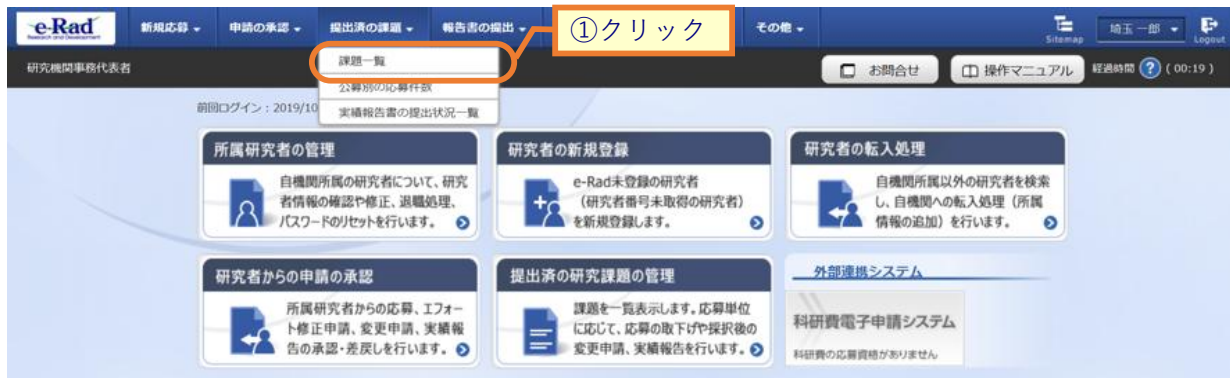 e-Rad
Research and Development
新規応募
申請の承認
提出済の課題
報告書の提出
①クリック
その他
Sitemap
埼玉 一郎
Logout
研究機関事務代表者
課題一覧
公募別の応募件数
実績報告書の提出状況一覧
お問合せ
操作マニュアル
経過時間 ? ( 00:19 )
前回ログイン：2019/10
所属研究者の管理
自機関所属の研究者について、研究
者情報の確認や修正、退職処理、
パスワードのリセットを行います。
研究者の新規登録
e-Rad未登録の研究者
（研究者番号未取得の研究者）
を新規登録します。
研究者の転入処理
自機関所属以外の研究者を検索
し、自機関への転入処理（所属
情報の追加）を行います。
研究者からの申請の承認
所属研究者からの応募、エフォー
ト修正申請、変更申請、実績報
告の承認・差戻しを行います。
提出済の研究課題の管理
課題を一覧表示します。応募単位
に応じて、応募の取下げや採択後の
変更申請、実績報告を行います。
外部連携システム
科研費電子申請システム
科研費の応募資格がありません